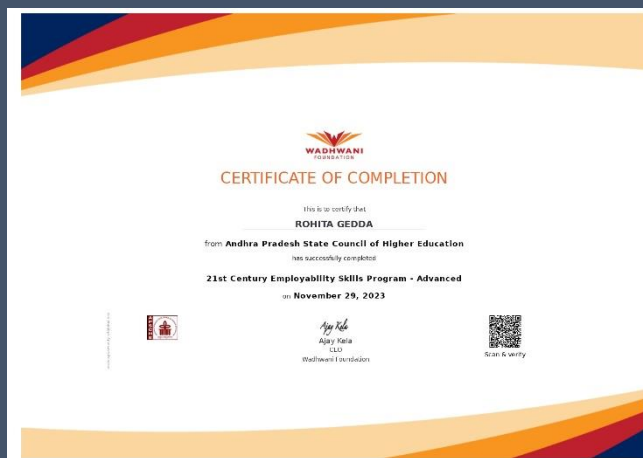 WADHWANI
FOUNDATION
CERTIFICATE OF COMPLETION
This is to certify that
ROHITA GEDDA
from Andhra Pradesh State Council of Higher Education
has successfully completed
21st Century Employability Skills Program - Advanced
on November 29, 2023
Ajay Kela
Ajay Kela
CEO
Wadhwani Foundation
Scan & verify